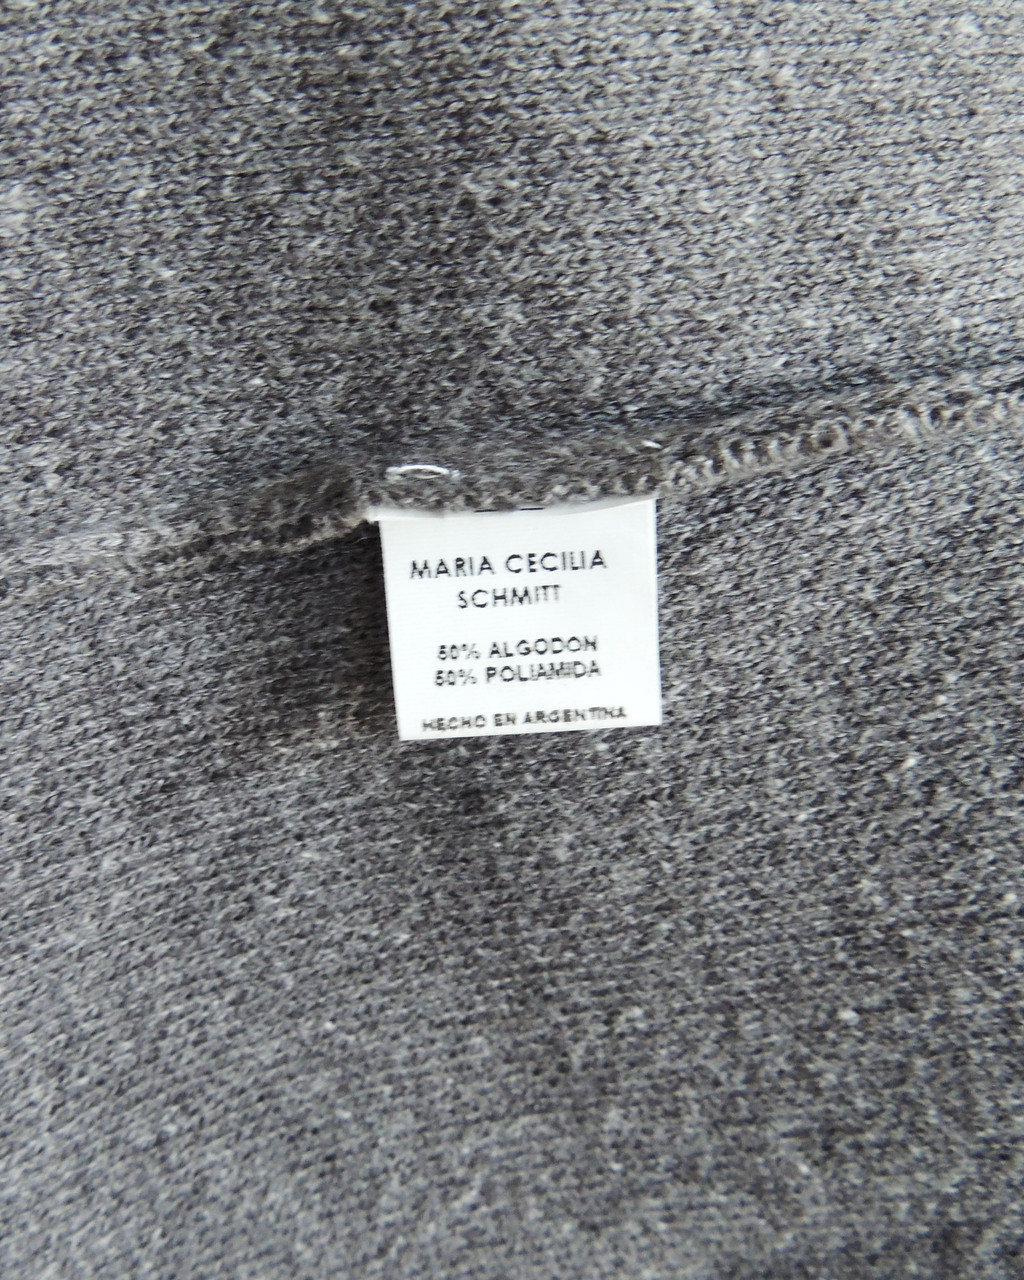 MARIA CECILIA
SCHMITT
50% ALGODON
50% POLIAMIDA
HECHO EN ARGENTINA